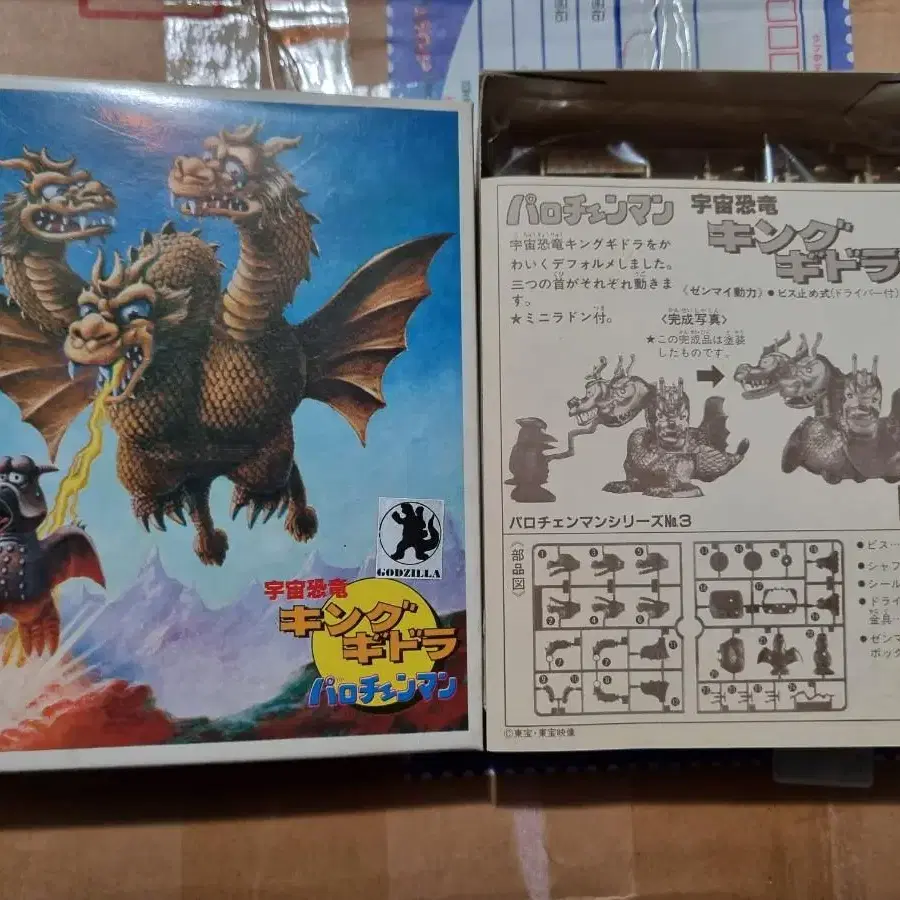 GODZILLA
宇宙恐竜
キング
ギドラ
パロチェンマン
パロチェンマン
宇宙恐竜
キング
ギドラ
宇宙恐竜キングギドラをか
わいくデフォルメしました。
三つの首がそれぞれ動きま
す。
★ミニラドン付。
《ゼンマイ動力》●ビス止め式(ドライバー付)
〈完成写真〉
★この完成品は塗装
したものです。
パロチェンマンシリーズNo.3
《部品図》
●ビス…
●シャフ
●シール
●ドライ
金具…
●ゼンマ
ボック
©東宝・東宝映像